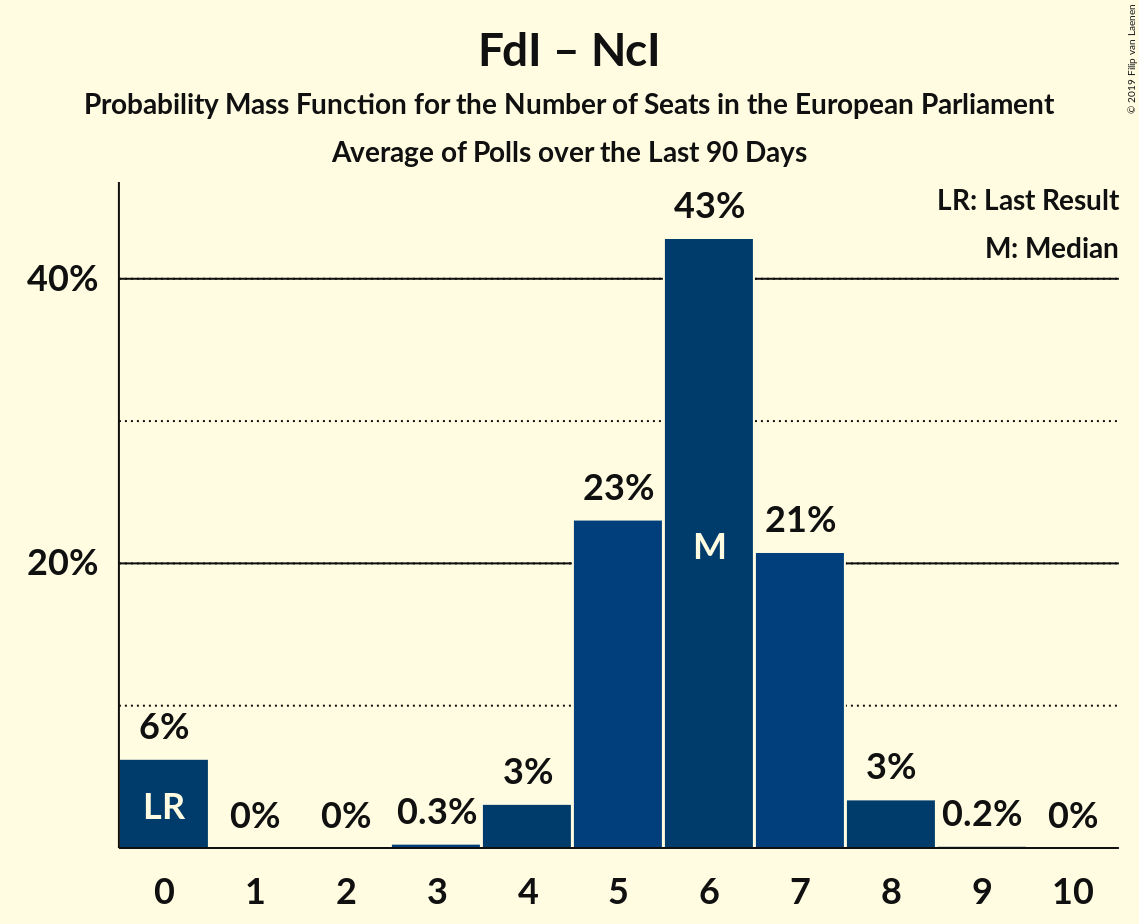 FdI – NcI
Probability Mass Function for the Number of Seats in the European Parliament
Average of Polls over the Last 90 Days
© 2019 Filip van Laenen
LR: Last Result
M: Median
43%
40%
23%
21%
M
20%
6%
3%
3%
LR
0%
0%
0.3%
0.2%
0%
0 1 2 3 4 5 6 7 8 9 10